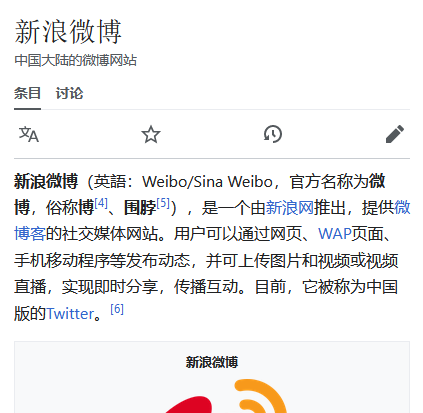 新浪微博
中国大陆的微博网站
条目 讨论
新浪微博（英語：Weibo/Sina Weibo，官方名称为微
博，俗称博[4]、围脖[5]），是一个由新浪网推出，提供微
博客的社交媒体网站。用户可以通过网页、WAP页面、
手机移动程序等发布动态，并可上传图片和视频或视频
直播，实现即时分享，传播互动。目前，它被称为中国
版的Twitter。[6]
新浪微博